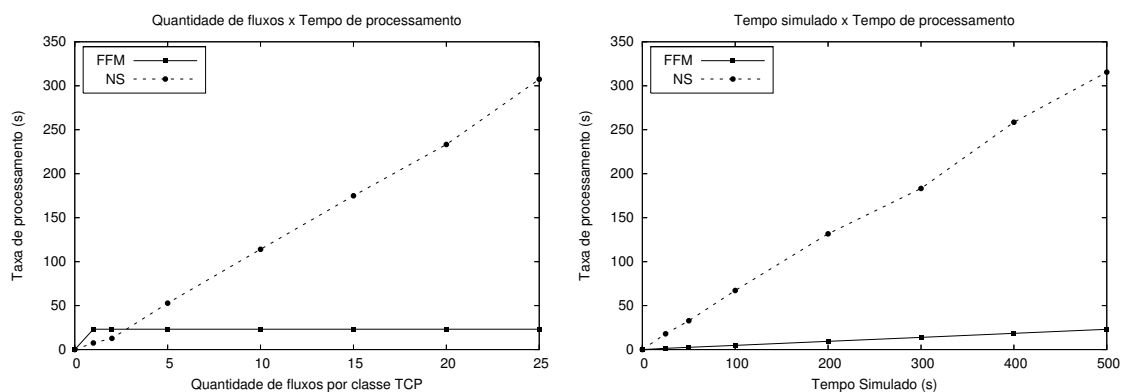 Quantidade de fluxos x Tempo de processamento
350
300
250
200
150
100
50
0
Taxa de processamento (s)
FFM
NS
0 5 10 15 20 25
Quantidade de fluxos por classe TCP
Tempo simulado x Tempo de processamento
350
300
250
200
150
100
50
0
Taxa de processamento (s)
FFM
NS
0 100 200 300 400 500
Tempo Simulado (s)